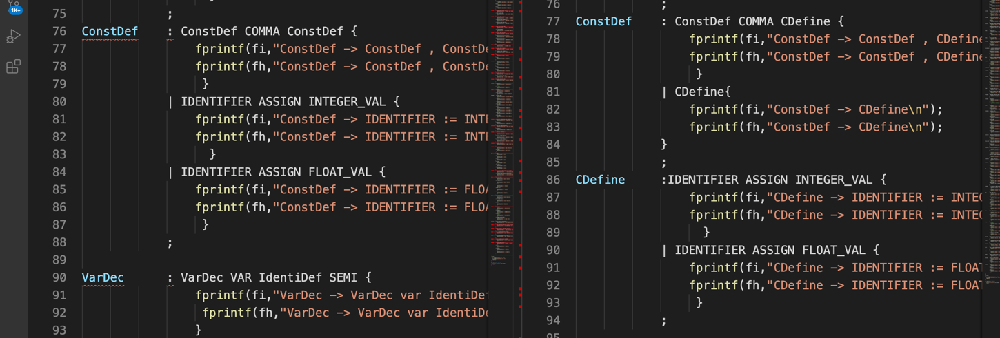 1K+
75 ;
76 ConstDef : ConstDef COMMA ConstDef {
77 fprintf(fi,"ConstDef -> ConstDef , ConstDe
78 fprintf(fh,"ConstDef -> ConstDef , ConstDe
79 }
80 | IDENTIFIER ASSIGN INTEGER_VAL {
81 fprintf(fi,"ConstDef -> IDENTIFIER := INTE
82 fprintf(fh,"ConstDef -> IDENTIFIER := INTE
83 }
84 | IDENTIFIER ASSIGN FLOAT_VAL {
85 fprintf(fi,"ConstDef -> IDENTIFIER := FLOA
86 fprintf(fh,"ConstDef -> IDENTIFIER := FLOA
87 }
88 ;
89
90 VarDec : VarDec VAR IdentiDef SEMI {
91 fprintf(fi,"VarDec -> VarDec var IdentiDef
92 fprintf(fh,"VarDec -> VarDec var IdentiDe
93 }
76 ;
77 ConstDef : ConstDef COMMA CDefine {
78 fprintf(fi,"ConstDef -> ConstDef , CDefine
79 fprintf(fh,"ConstDef -> ConstDef , CDefine
80 }
81 | CDefine{
82 fprintf(fi,"ConstDef -> CDefine\n");
83 fprintf(fh,"ConstDef -> CDefine\n");
84 }
85 ;
86 CDefine :IDENTIFIER ASSIGN INTEGER_VAL {
87 fprintf(fi,"CDefine -> IDENTIFIER := INTEG
88 fprintf(fh,"CDefine -> IDENTIFIER := INTEG
89 }
90 | IDENTIFIER ASSIGN FLOAT_VAL {
91 fprintf(fi,"CDefine -> IDENTIFIER := FLOAT
92 fprintf(fh,"CDefine -> IDENTIFIER := FLOAT
93 }
94 ;
95